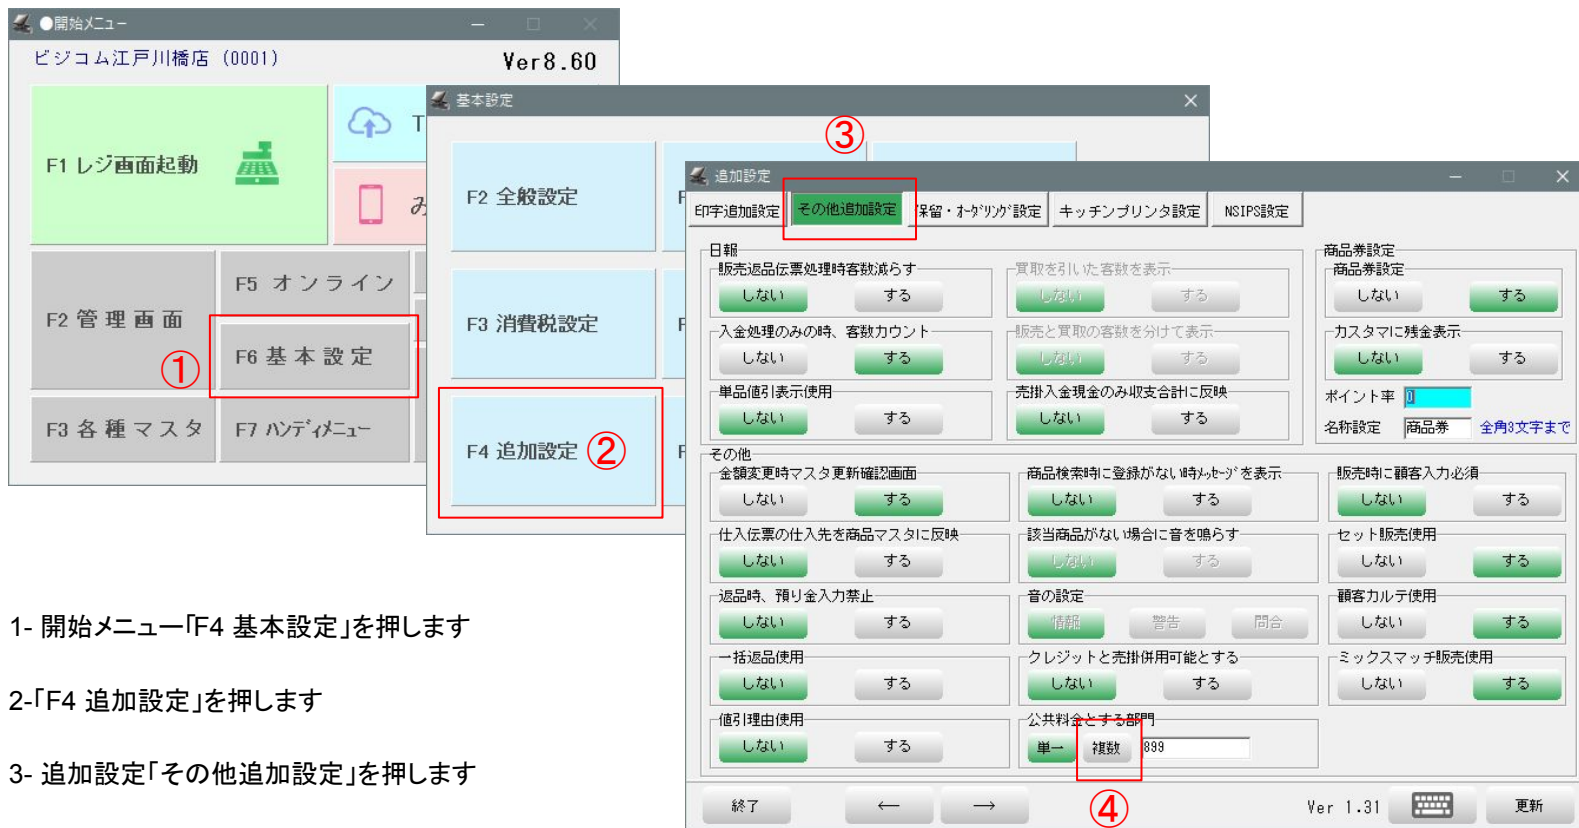 ●開始メニュー
ビジコム江戸川橋店 (0001)
Ver8.60
F1 レジ画面起動
T
み
F2 管 理 画 面
F5 オンライン
F6 基 本 設 定
①
F3 各 種 マ ス タ
F7 ハンディメニュー
基本設定
F2 全般設定
F
F3 消費税設定
F
F4 追加設定
②
F
③
追加設定
印字追加設定
その他追加設定
保留・オーダリング設定
キッチンプリンタ設定
NSIPS設定
日報
販売返品伝票処理時客数減らす
しない する
買取を引いた客数を表示
しない する
入金処理のみの時、客数カウント
しない する
販売と買取の客数を分けて表示
しない する
単品値引表示使用
しない する
売掛入金現金のみ収支合計に反映
しない する
商品券設定
商品券設定
しない する
カスタマに残金表示
しない する
ポイント率 0
名称設定 商品券 全角3文字まで
その他
金額変更時マスタ更新確認画面
しない する
商品検索時に登録がない時メッセージを表示
しない する
販売時に顧客入力必須
しない する
仕入伝票の仕入先を商品マスタに反映
しない する
該当商品がない場合に音を鳴らす
しない する
セット販売使用
しない する
返品時、預り金入力禁止
しない する
音の設定
情報 警告 問合
顧客カルテ使用
しない する
一括返品使用
しない する
クレジットと売掛併用可能とする
しない する
ミックスマッチ販売使用
しない する
値引理由使用
しない する
公共料金とする部門
単一 複数 899
④
終了 ← → Ver 1.31 更新
1- 開始メニュー「F4 基本設定」を押します
2-「F4 追加設定」を押します
3- 追加設定「その他追加設定」を押します